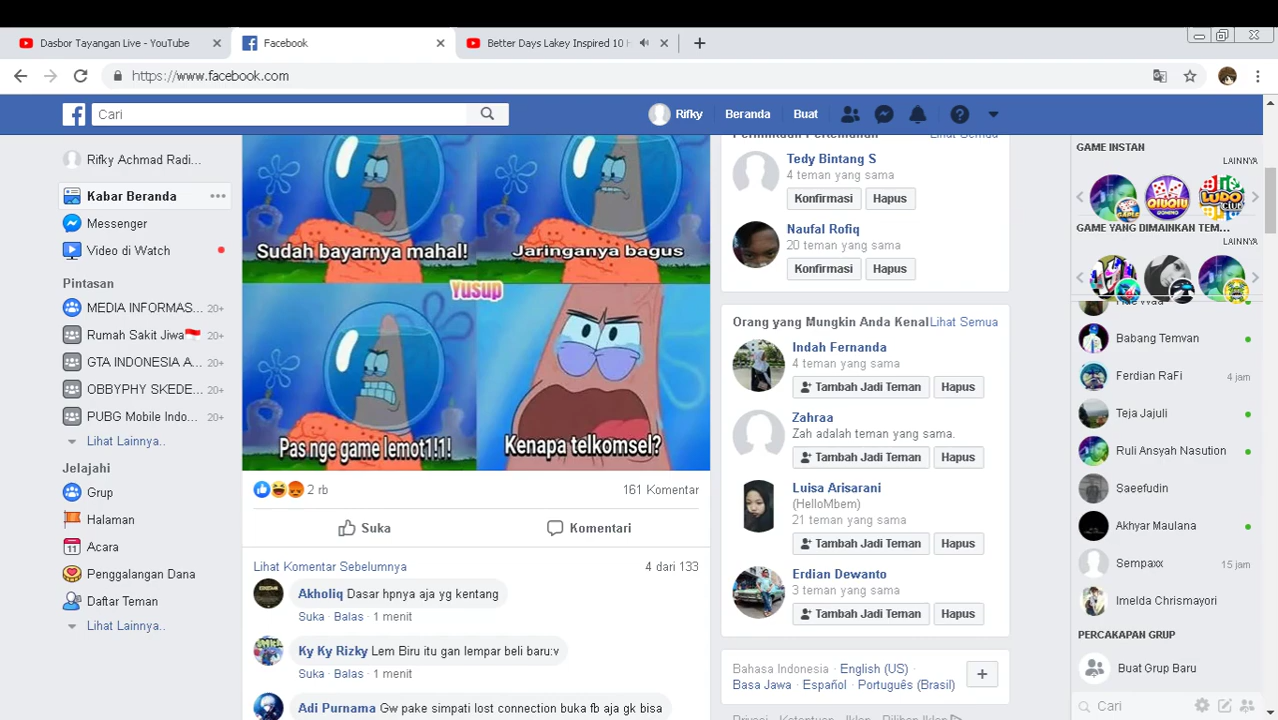 Dasbor Tayangan Live - YouTube
Facebook
Better Days Lakey Inspired 10 H
https://www.facebook.com
Cari
Rifky
Beranda
Buat
Rifky Achmad Radi...
Kabar Beranda
Messenger
Video di Watch
Pintasan
MEDIA INFORMAS... 20+
Rumah Sakit Jiwa 20+
GTA INDONESIA A... 20+
OBBYPHY SKEDE... 20+
PUBG Mobile Indo... 20+
Lihat Lainnya..
Jelajahi
Grup
Halaman
11
Acara
Penggalangan Dana
Daftar Teman
Lihat Lainnya..
Sudah bayarnya mahal!
Jaringanya bagus
Yusup
Pas nge game lemot1!1!
Kenapa telkomsel?
2 rb
161 Komentar
Suka
Komentari
Lihat Komentar Sebelumnya
4 dari 133
Akholiq Dasar hpnya aja yg kentang
Suka · Balas · 1 menit
Ky Ky Rizky Lem Biru itu gan lempar beli baru:v
Suka · Balas · 1 menit
Adi Purnama Gw pake simpati lost connection buka fb aja gk bisa
Permintaan Pertemanan
Lihat Semua
Tedy Bintang S
4 teman yang sama
Konfirmasi
Hapus
Naufal Rofiq
20 teman yang sama
Konfirmasi
Hapus
Orang yang Mungkin Anda Kenal
Lihat Semua
Indah Fernanda
4 teman yang sama
Tambah Jadi Teman
Hapus
Zahraa
Zah adalah teman yang sama.
Tambah Jadi Teman
Hapus
Luisa Arisarani
(HelloMbem)
21 teman yang sama
Tambah Jadi Teman
Hapus
Erdian Dewanto
3 teman yang sama
Tambah Jadi Teman
Hapus
Bahasa Indonesia · English (US) ·
Basa Jawa · Español · Português (Brasil)
GAME INSTAN
LAINNYA
QIUQIU
DOMINO
LUDO
CLUB
GAME YANG DIMAINKAN TEM...
LAINNYA
Babang Temvan
Ferdian RaFi 4 jam
Teja Jajuli
Ruli Ansyah Nasution
Saeefudin
Akhyar Maulana
Sempaxx 15 jam
Imelda Chrismayori
PERCAKAPAN GRUP
Buat Grup Baru
Cari